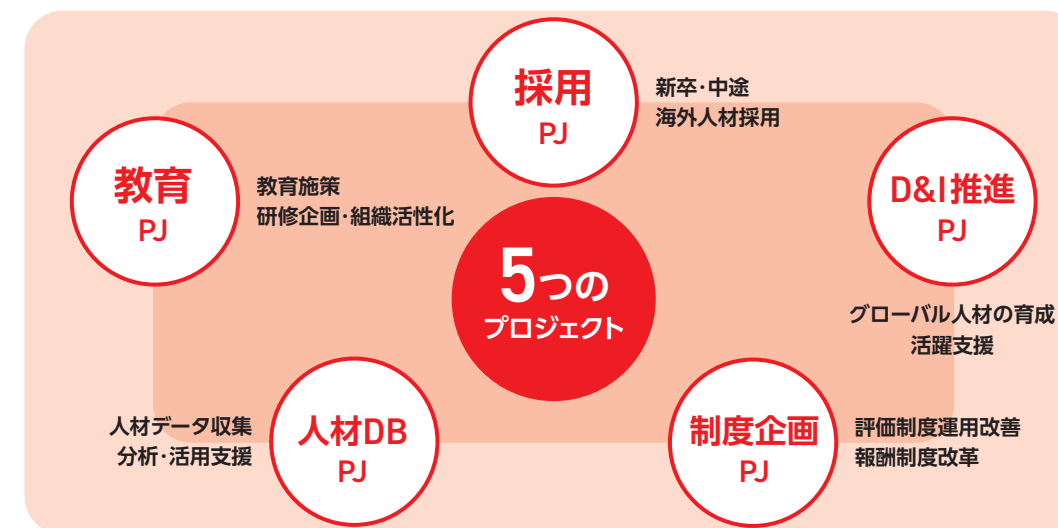 採用
PJ
新卒・中途
海外人材採用
教育
PJ
教育施策
研修企画・組織活性化
D&I推進
PJ
グローバル人材の育成
活躍支援
5つの
プロジェクト
人材データ収集
分析・活用支援
人材DB
PJ
制度企画
PJ
評価制度運用改善
報酬制度改革